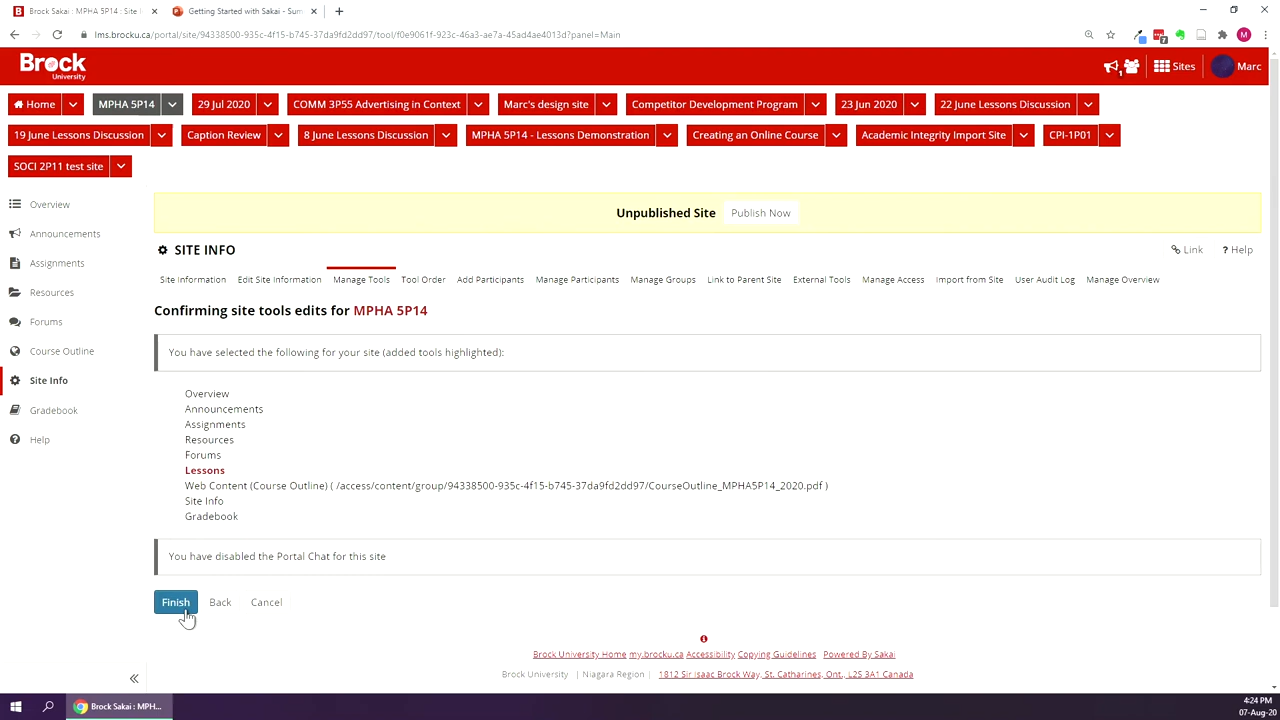 Brock Sakai : MPHA 5P14 : Site I
Getting Started with Sakai - Sum
lms.brocku.ca/portal/site/94338500-935c-4f15-b745-37da9fd2dd97/tool/f0e9061f-923c-46a3-ae7a-45ad4ae4013d?panel=Main
Brock
University
1
Sites
Marc
Home
MPHA 5P14
29 Jul 2020
COMM 3P55 Advertising in Context
Marc's design site
Competitor Development Program
23 Jun 2020
22 June Lessons Discussion
19 June Lessons Discussion
Caption Review
8 June Lessons Discussion
MPHA 5P14 - Lessons Demonstration
Creating an Online Course
Academic Integrity Import Site
CPI-1P01
SOCI 2P11 test site
Overview
Announcements
Assignments
Resources
Forums
Course Outline
Site Info
Gradebook
Help
Unpublished Site Publish Now
SITE INFO
Link ? Help
Site Information Edit Site Information Manage Tools Tool Order Add Participants Manage Participants Manage Groups Link to Parent Site External Tools Manage Access Import from Site User Audit Log Manage Overview
Confirming site tools edits for MPHA 5P14
You have selected the following for your site (added tools highlighted):
Overview
Announcements
Assignments
Resources
Forums
Lessons
Web Content (Course Outline) ( /access/content/group/94338500-935c-4f15-b745-37da9fd2dd97/CourseOutline_MPHA5P14_2020.pdf )
Site Info
Gradebook
You have disabled the Portal Chat for this site
Finish Back Cancel
Brock University Home my.brocku.ca Accessibility Copying Guidelines Powered By Sakai
Brock University | Niagara Region | 1812 Sir Isaac Brock Way, St. Catharines, Ont., L2S 3A1 Canada
Brock Sakai : MPH...
4:24 PM
07-Aug-20